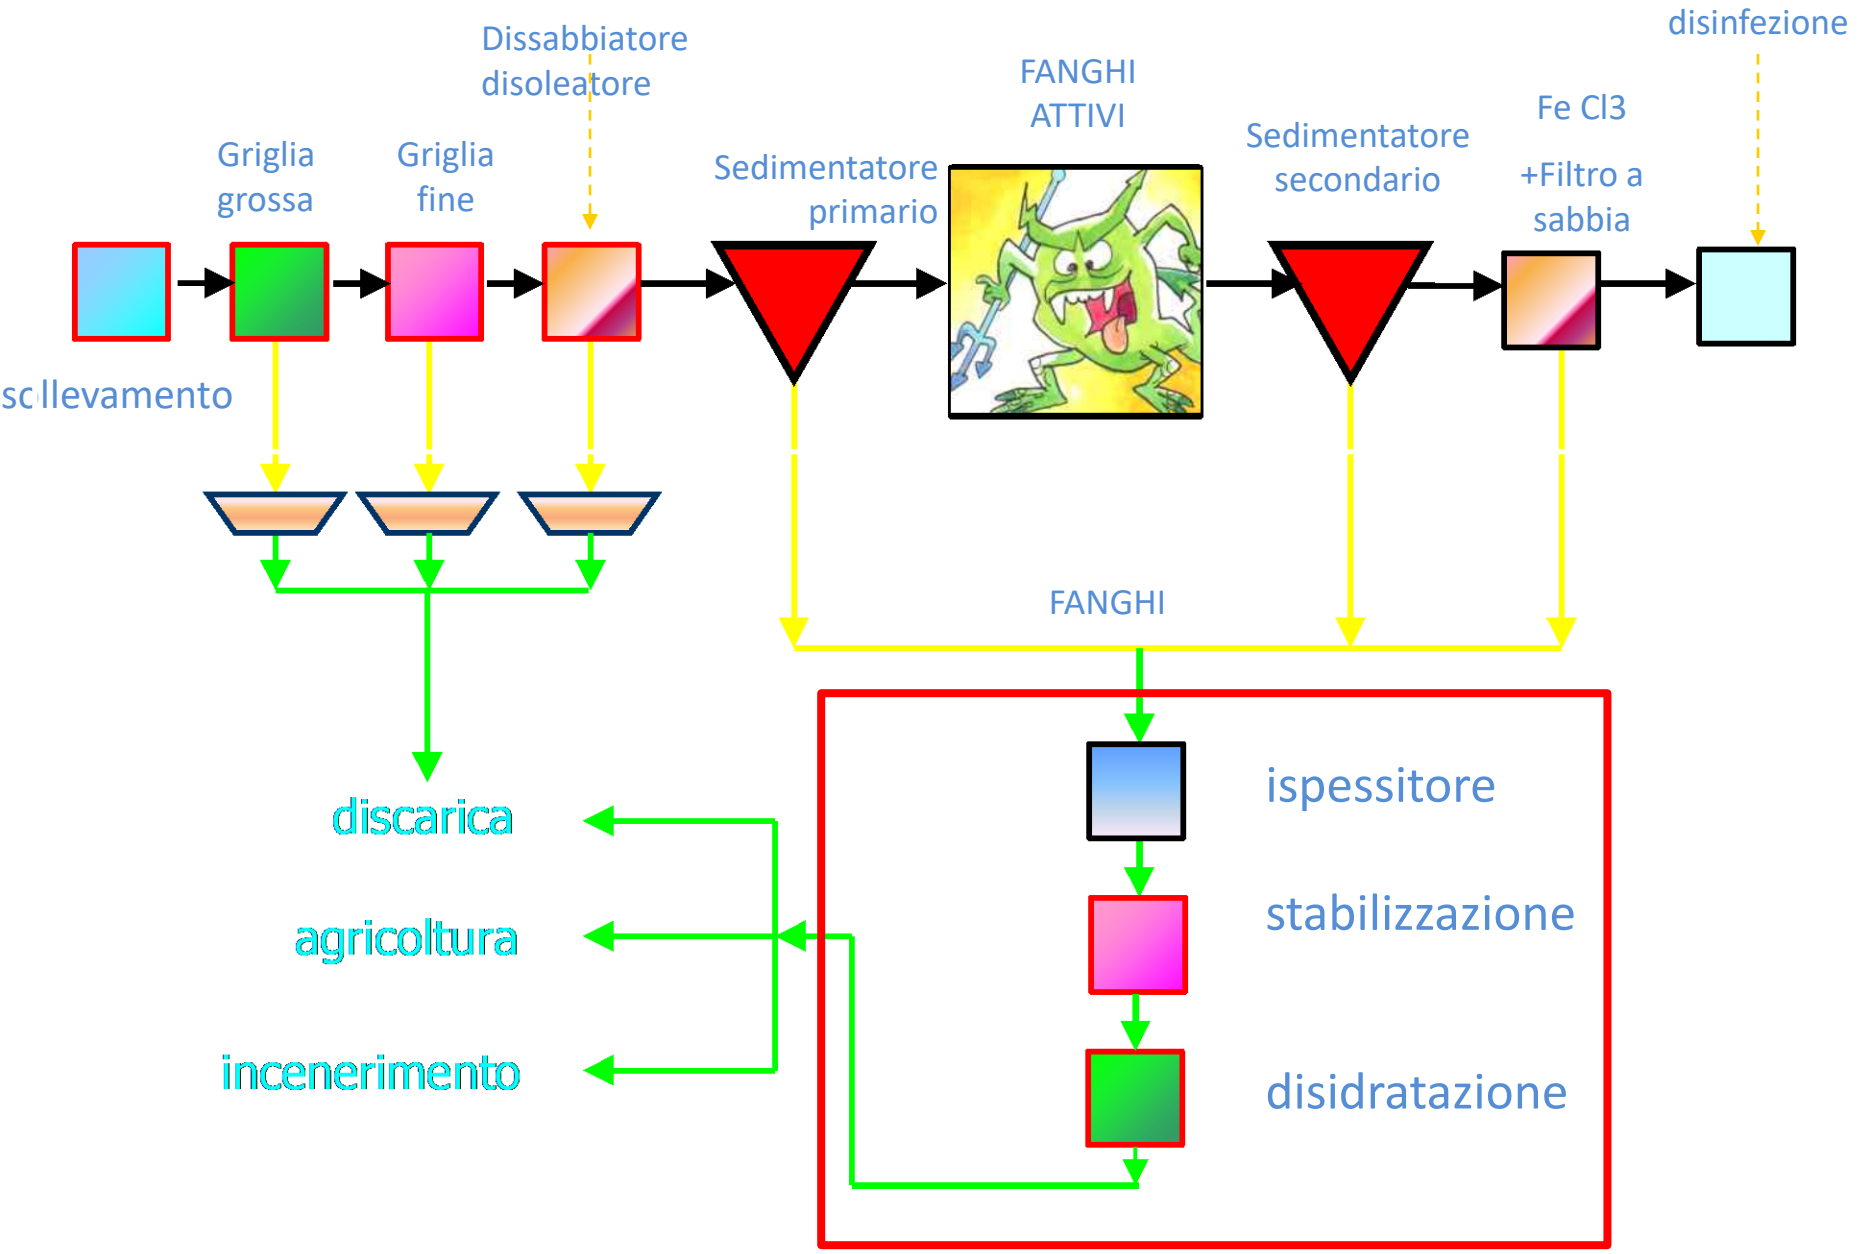 Dissabbiatore
disoleatore
disinfezione
FANGHI
ATTIVI
Fe Cl3
Griglia
grossa
Griglia
fine
Sedimentatore
primario
Sedimentatore
secondario
+Filtro a
sabbia
sollevamento
FANGHI
ispessitore
discarica
stabilizzazione
agricoltura
incenerimento
disidratazione